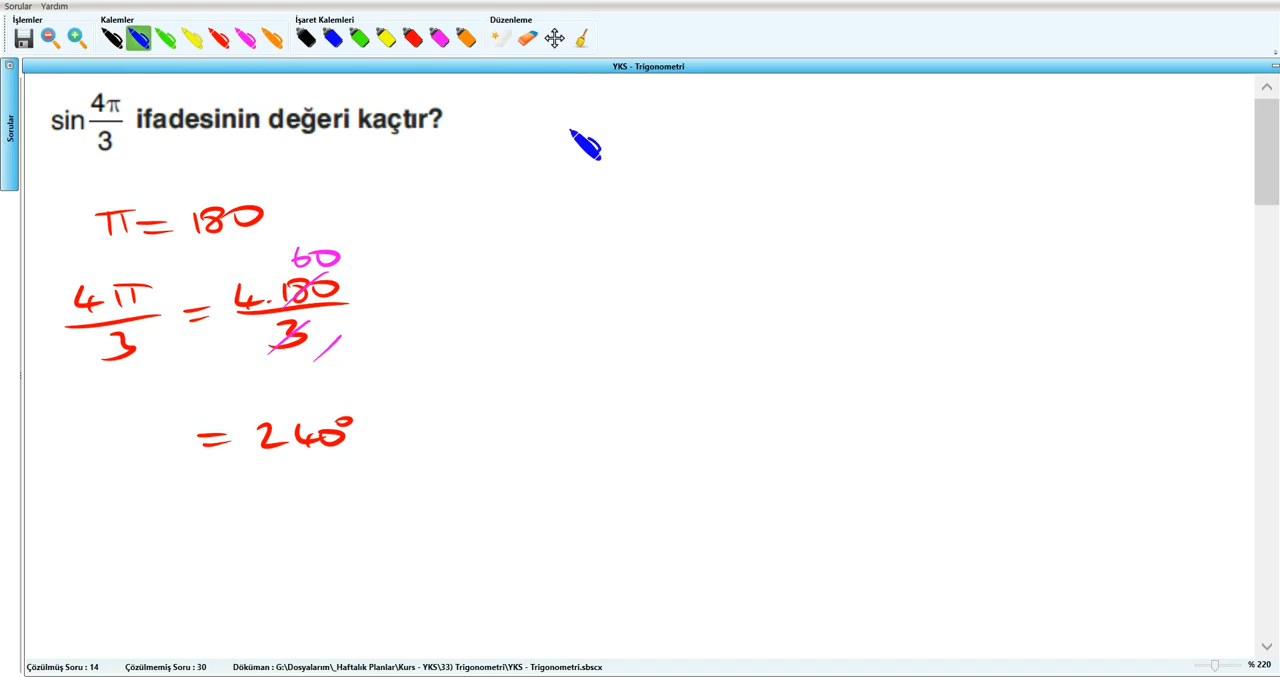 Sorular Yardım
İşlemler Kalemler İşaret Kalemleri Düzenleme
YKS - Trigonometri
Sorular
sin 4π/3 ifadesinin değeri kaçtır?
π = 180
60
4π/3 = 4.180/3
= 240°
Çözülmüş Soru : 14 Çözülmemiş Soru : 30 Döküman : G:\Dosyalarım\_Haftalık Planlar\Kurs - YKS\33) Trigonometri\YKS - Trigonometri.sbscx % 220